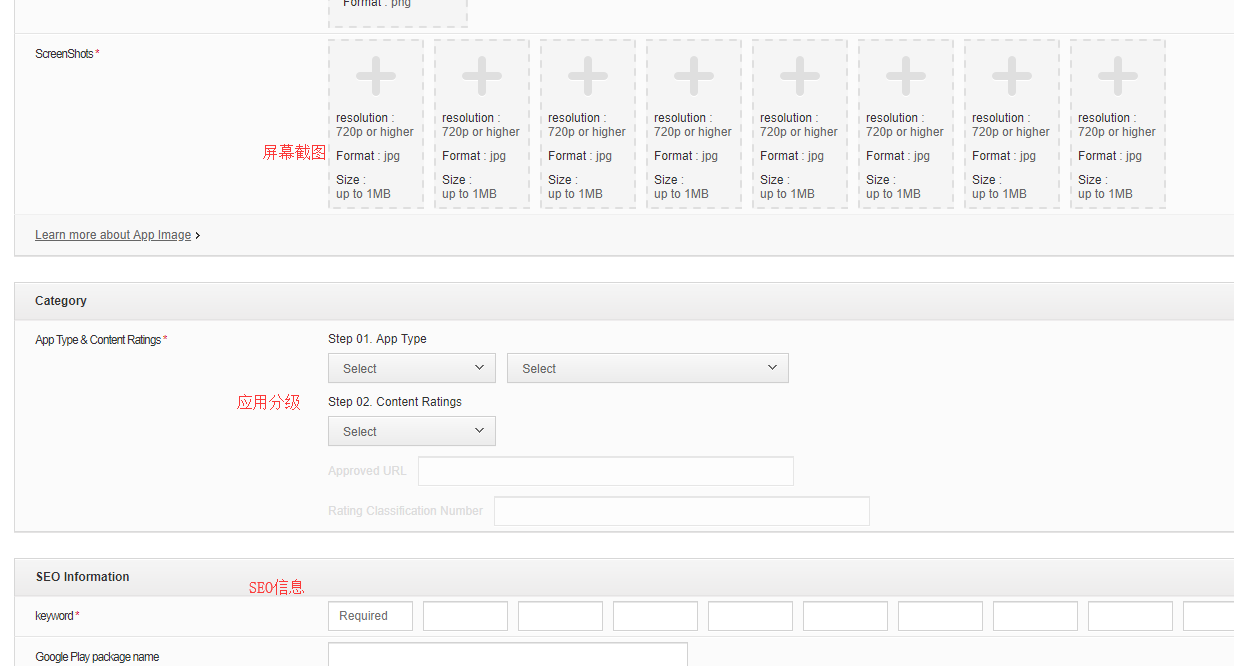 Format : png
ScreenShots *
resolution : resolution : resolution : resolution : resolution : resolution : resolution : resolution :
720p or higher 720p or higher 720p or higher 720p or higher 720p or higher 720p or higher 720p or higher 720p or higher
屏幕截图 Format : jpg Format : jpg Format : jpg Format : jpg Format : jpg Format : jpg Format : jpg Format : jpg
Size : Size : Size : Size : Size : Size : Size : Size :
up to 1MB up to 1MB up to 1MB up to 1MB up to 1MB up to 1MB up to 1MB up to 1MB
Learn more about App Image
Category
App Type & Content Ratings * Step 01. App Type
Select Select
应用分级 Step 02. Content Ratings
Select
Approved URL
Rating Classification Number
SEO Information
SEO信息
keyword * Required
Google Play package name